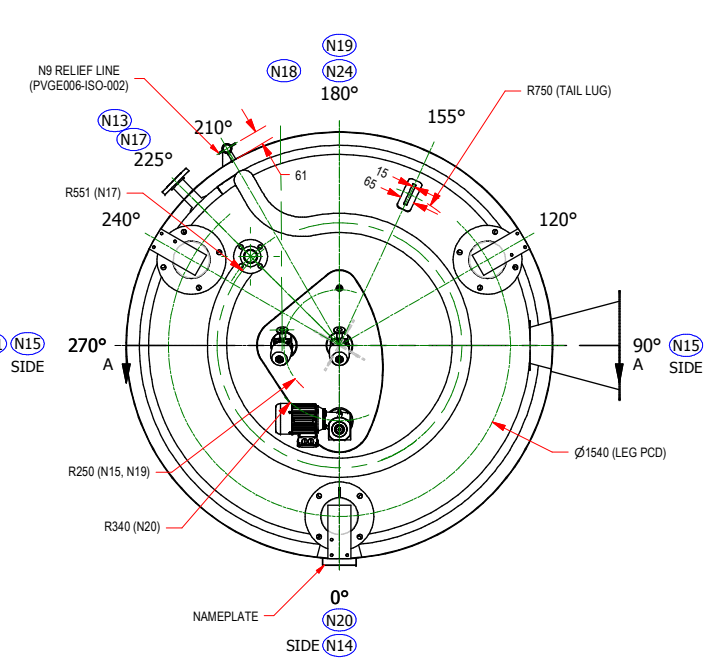 N19
N18 N24
180°
N9 RELIEF LINE
(PVGE006-ISO-002)
R750 (TAIL LUG)
N13
N17
210°
155°
225°
61
15
65
R551 (N17)
240°
120°
N15 270°
SIDE A
90° N15
A SIDE
R250 (N15, N19)
Ø1540 (LEG PCD)
R340 (N20)
NAMEPLATE
0°
N20
SIDE N14